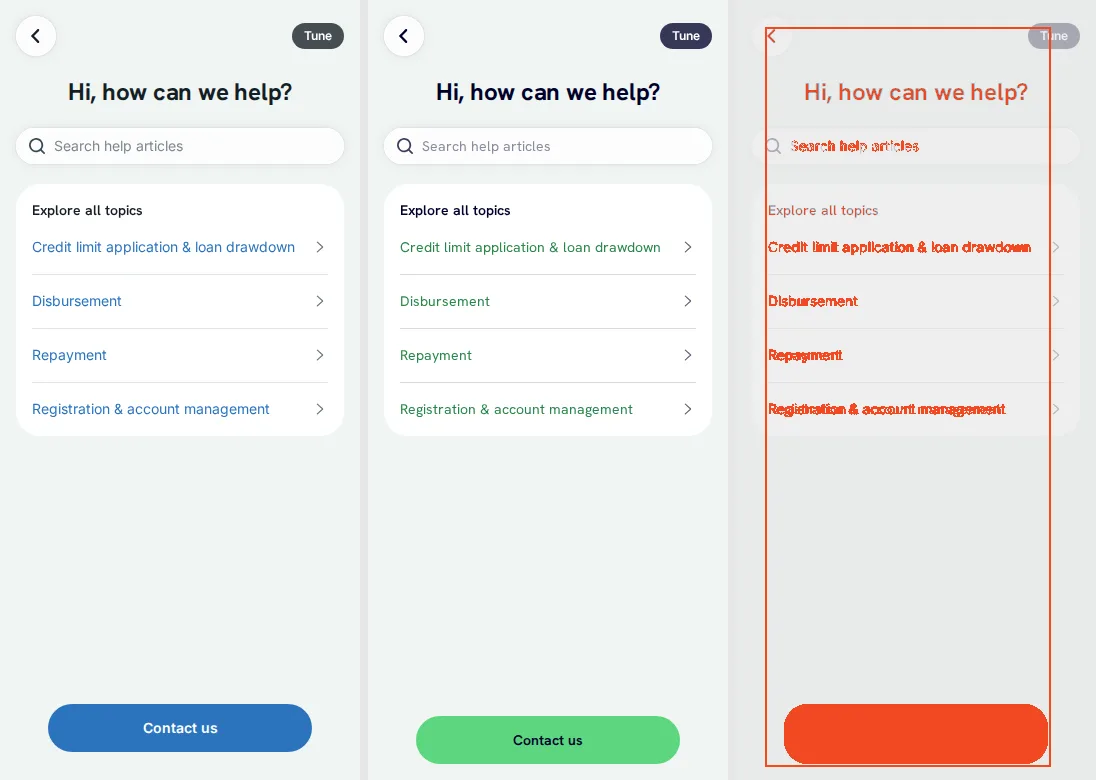 Tune
Hi, how can we help?
Search help articles
Explore all topics
Credit limit application & loan drawdown
Disbursement
Repayment
Registration & account management
Contact us
Tune
Hi, how can we help?
Search help articles
Explore all topics
Credit limit application & loan drawdown
Disbursement
Repayment
Registration & account management
Contact us
Tune
Hi, how can we help?
Search help articles
Explore all topics
Credit limit application & loan drawdown
Disbursement
Repayment
Registration & account management